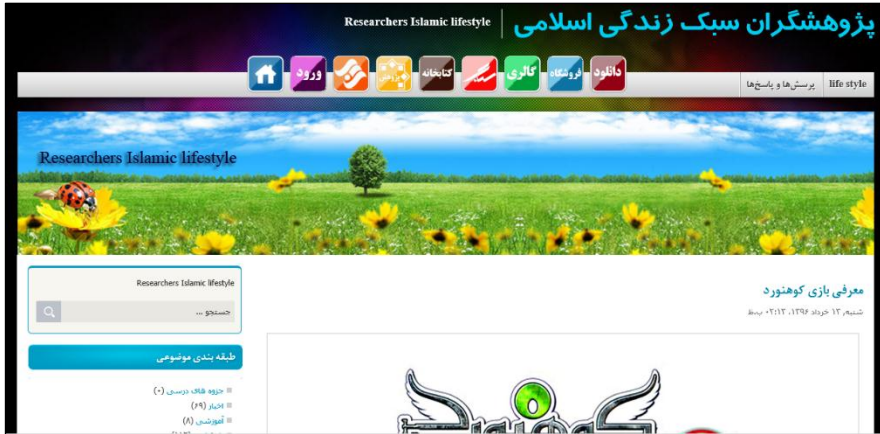 پژوهشگران سبک زندگی اسلامی
Researchers Islamic lifestyle
دانلود
فروشگاه
گالری
کتابخانه
ورود
life style
پرسش‌ها و پاسخ‌ها
Researchers Islamic lifestyle
معرفی بازی کوهنورد
شنبه, ۱۳ خرداد ۱۳۹۶، ۰۲:۱۳ ب.ظ
کوهنورد
Researchers Islamic lifestyle
جستجو ...
طبقه بندی موضوعی
جزوه های درسی (۰)
اخبار (۶۹)
آموزشی (۸)